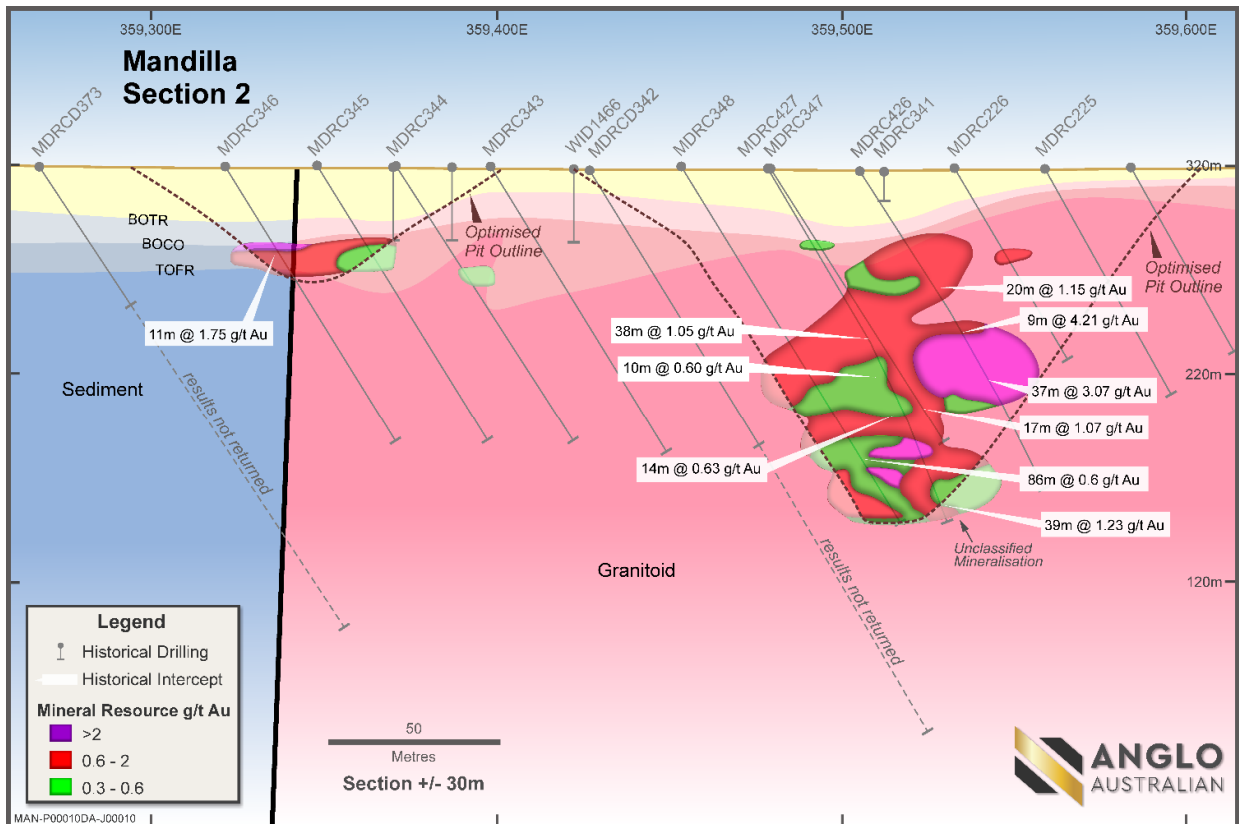 359,300E
359,400E
359,500E
359,600E
Mandilla
Section 2
MDRCD373
MDRC346
MDRC345
MDRC344
MDRC343
WID1466
MDRCD342
MDRC348
MDRC427
MDRC347
MDRC426
MDRC341
MDRC226
MDRC225
320m
BOTR
BOCO
TOFR
Optimised
Pit Outline
Optimised
Pit Outline
20m @ 1.15 g/t Au
9m @ 4.21 g/t Au
11m @ 1.75 g/t Au
38m @ 1.05 g/t Au
10m @ 0.60 g/t Au
220m
Sediment
results not returned
37m @ 3.07 g/t Au
17m @ 1.07 g/t Au
14m @ 0.63 g/t Au
86m @ 0.6 g/t Au
39m @ 1.23 g/t Au
Unclassified
Mineralisation
Granitoid
results not returned
120m
Legend
Historical Drilling
Historical Intercept
Mineral Resource g/t Au
>2
0.6 - 2
0.3 - 0.6
50
Metres
Section +/- 30m
ANGLO
AUSTRALIAN
MAN-P00010DA-J00010